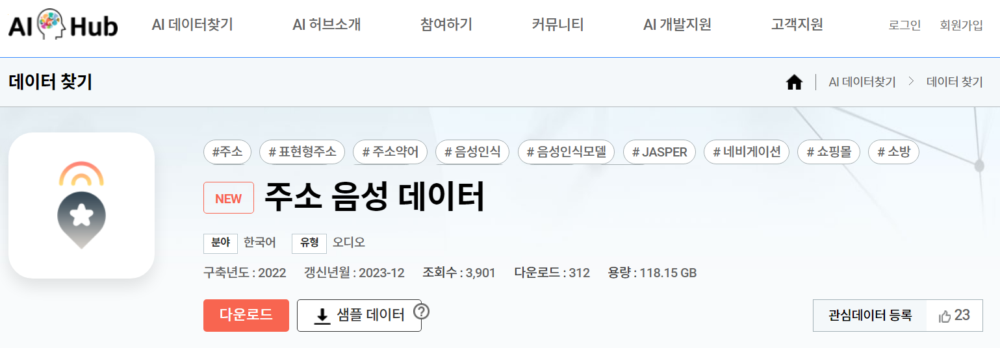 AI Hub AI 데이터찾기 AI 허브소개 참여하기 커뮤니티 AI 개발지원 고객지원 로그인 회원가입
데이터 찾기 AI 데이터찾기 > 데이터 찾기
#주소 # 표현형주소 # 주소약어 # 음성인식 # 음성인식모델 # JASPER # 네비게이션 # 쇼핑몰 # 소방
NEW 주소 음성 데이터
분야 한국어 유형 오디오
구축년도 : 2022 갱신년월 : 2023-12 조회수 : 3,901 다운로드 : 312 용량 : 118.15 GB
다운로드 샘플 데이터 ? 관심데이터 등록 23